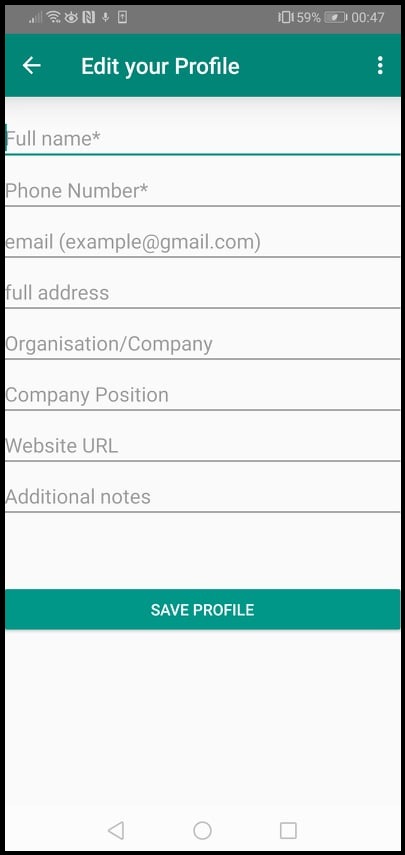 59% 00:47
Edit your Profile
Full name*
Phone Number*
email (example@gmail.com)
full address
Organisation/Company
Company Position
Website URL
Additional notes
SAVE PROFILE